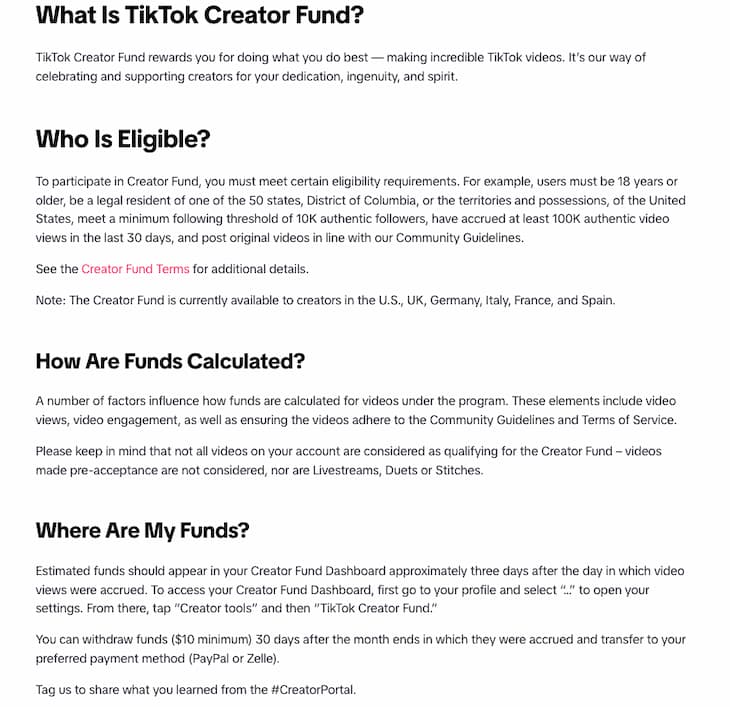 What Is TikTok Creator Fund?
TikTok Creator Fund rewards you for doing what you do best — making incredible TikTok videos. It's our way of
celebrating and supporting creators for your dedication, ingenuity, and spirit.
Who Is Eligible?
To participate in Creator Fund, you must meet certain eligibility requirements. For example, users must be 18 years or
older, be a legal resident of one of the 50 states, District of Columbia, or the territories and possessions, of the United
States, meet a minimum following threshold of 10K authentic followers, have accrued at least 100K authentic video
views in the last 30 days, and post original videos in line with our Community Guidelines.
See the Creator Fund Terms for additional details.
Note: The Creator Fund is currently available to creators in the U.S., UK, Germany, Italy, France, and Spain.
How Are Funds Calculated?
A number of factors influence how funds are calculated for videos under the program. These elements include video
views, video engagement, as well as ensuring the videos adhere to the Community Guidelines and Terms of Service.
Please keep in mind that not all videos on your account are considered as qualifying for the Creator Fund – videos
made pre-acceptance are not considered, nor are Livestreams, Duets or Stitches.
Where Are My Funds?
Estimated funds should appear in your Creator Fund Dashboard approximately three days after the day in which video
views were accrued. To access your Creator Fund Dashboard, first go to your profile and select "..." to open your
settings. From there, tap "Creator tools" and then "TikTok Creator Fund."
You can withdraw funds ($10 minimum) 30 days after the month ends in which they were accrued and transfer to your
preferred payment method (PayPal or Zelle).
Tag us to share what you learned from the #CreatorPortal.